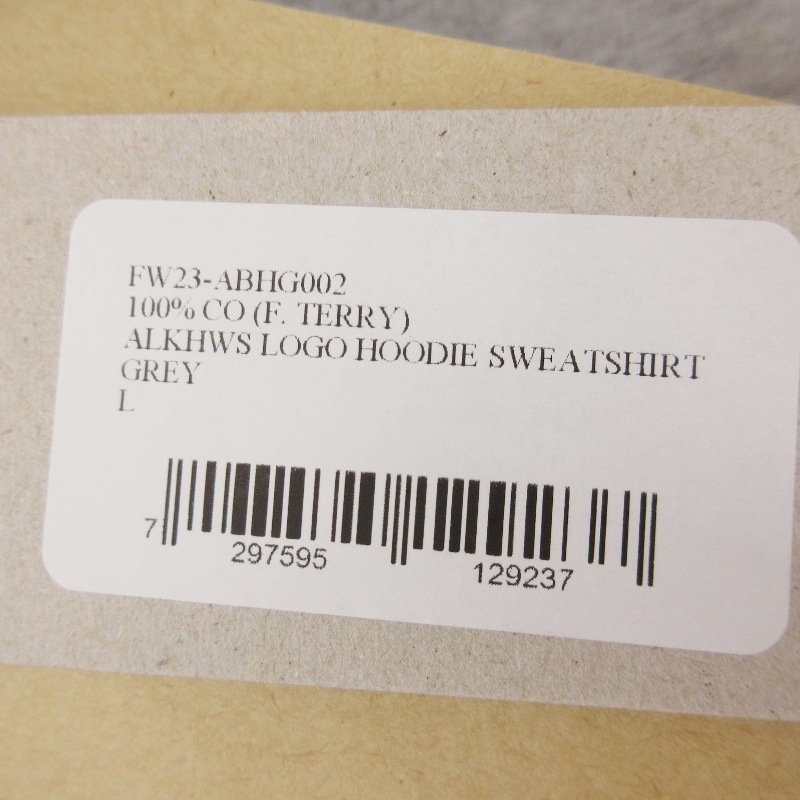 FW23-ABHG002
100% CO (F. TERRY)
ALKHWS LOGO HOODIE SWEATSHIRT
GREY
L
7 297595 129237